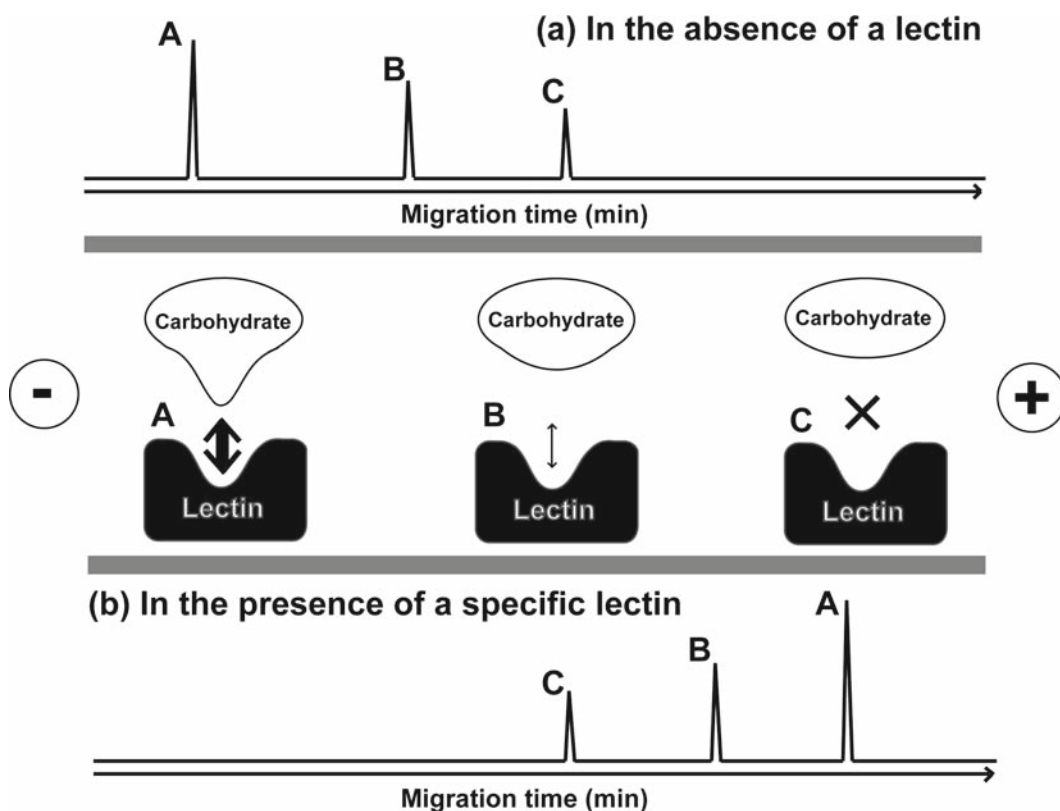 (a) In the absence of a lectin
A
B
C
Migration time (min)
Carbohydrate
Carbohydrate
Carbohydrate
-
+
A
B
C
Lectin
Lectin
Lectin
(b) In the presence of a specific lectin
A
B
C
Migration time (min)